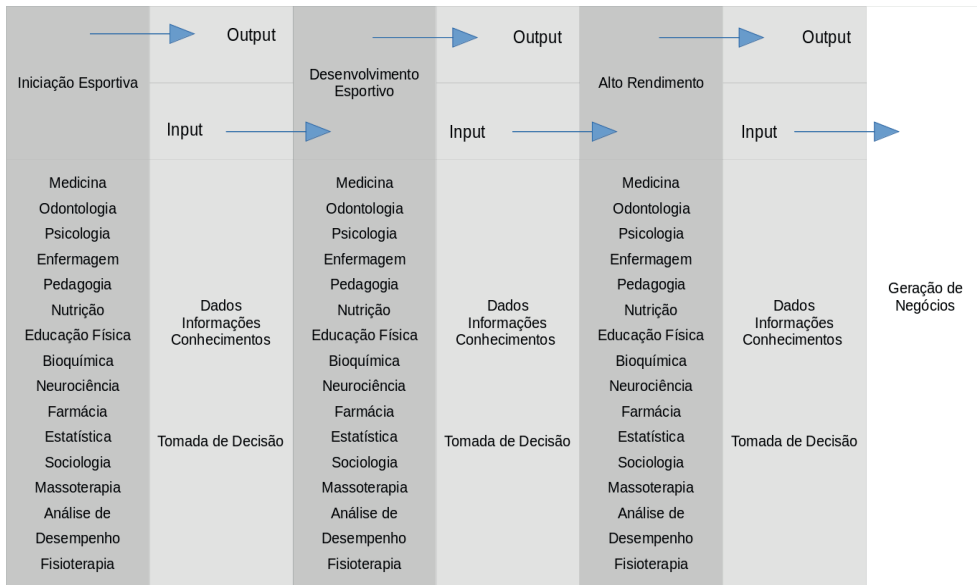 Iniciação Esportiva
Medicina
Odontologia
Psicologia
Enfermagem
Pedagogia
Nutrição
Educação Física
Bioquímica
Neurociência
Farmácia
Estatística
Sociologia
Massoterapia
Análise de
Desempenho
Fisioterapia
Output
Input
Dados
Informações
Conhecimentos
Tomada de Decisão
Desenvolvimento
Esportivo
Medicina
Odontologia
Psicologia
Enfermagem
Pedagogia
Nutrição
Educação Física
Bioquímica
Neurociência
Farmácia
Estatística
Sociologia
Massoterapia
Análise de
Desempenho
Fisioterapia
Output
Input
Dados
Informações
Conhecimentos
Tomada de Decisão
Alto Rendimento
Medicina
Odontologia
Psicologia
Enfermagem
Pedagogia
Nutrição
Educação Física
Bioquímica
Neurociência
Farmácia
Estatística
Sociologia
Massoterapia
Análise de
Desempenho
Fisioterapia
Output
Input
Dados
Informações
Conhecimentos
Tomada de Decisão
Geração de
Negócios